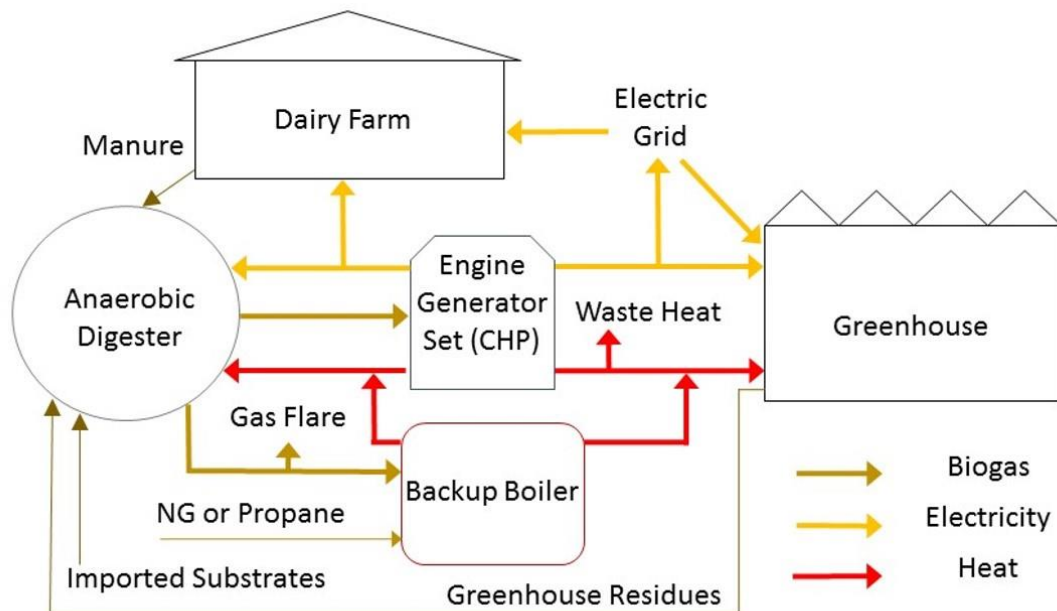 Dairy Farm
Electric
Grid
Manure
Anaerobic
Digester
Engine
Generator
Set (CHP)
Waste Heat
Greenhouse
Gas Flare
Backup Boiler
NG or Propane
Imported Substrates
Greenhouse Residues
Biogas
Electricity
Heat